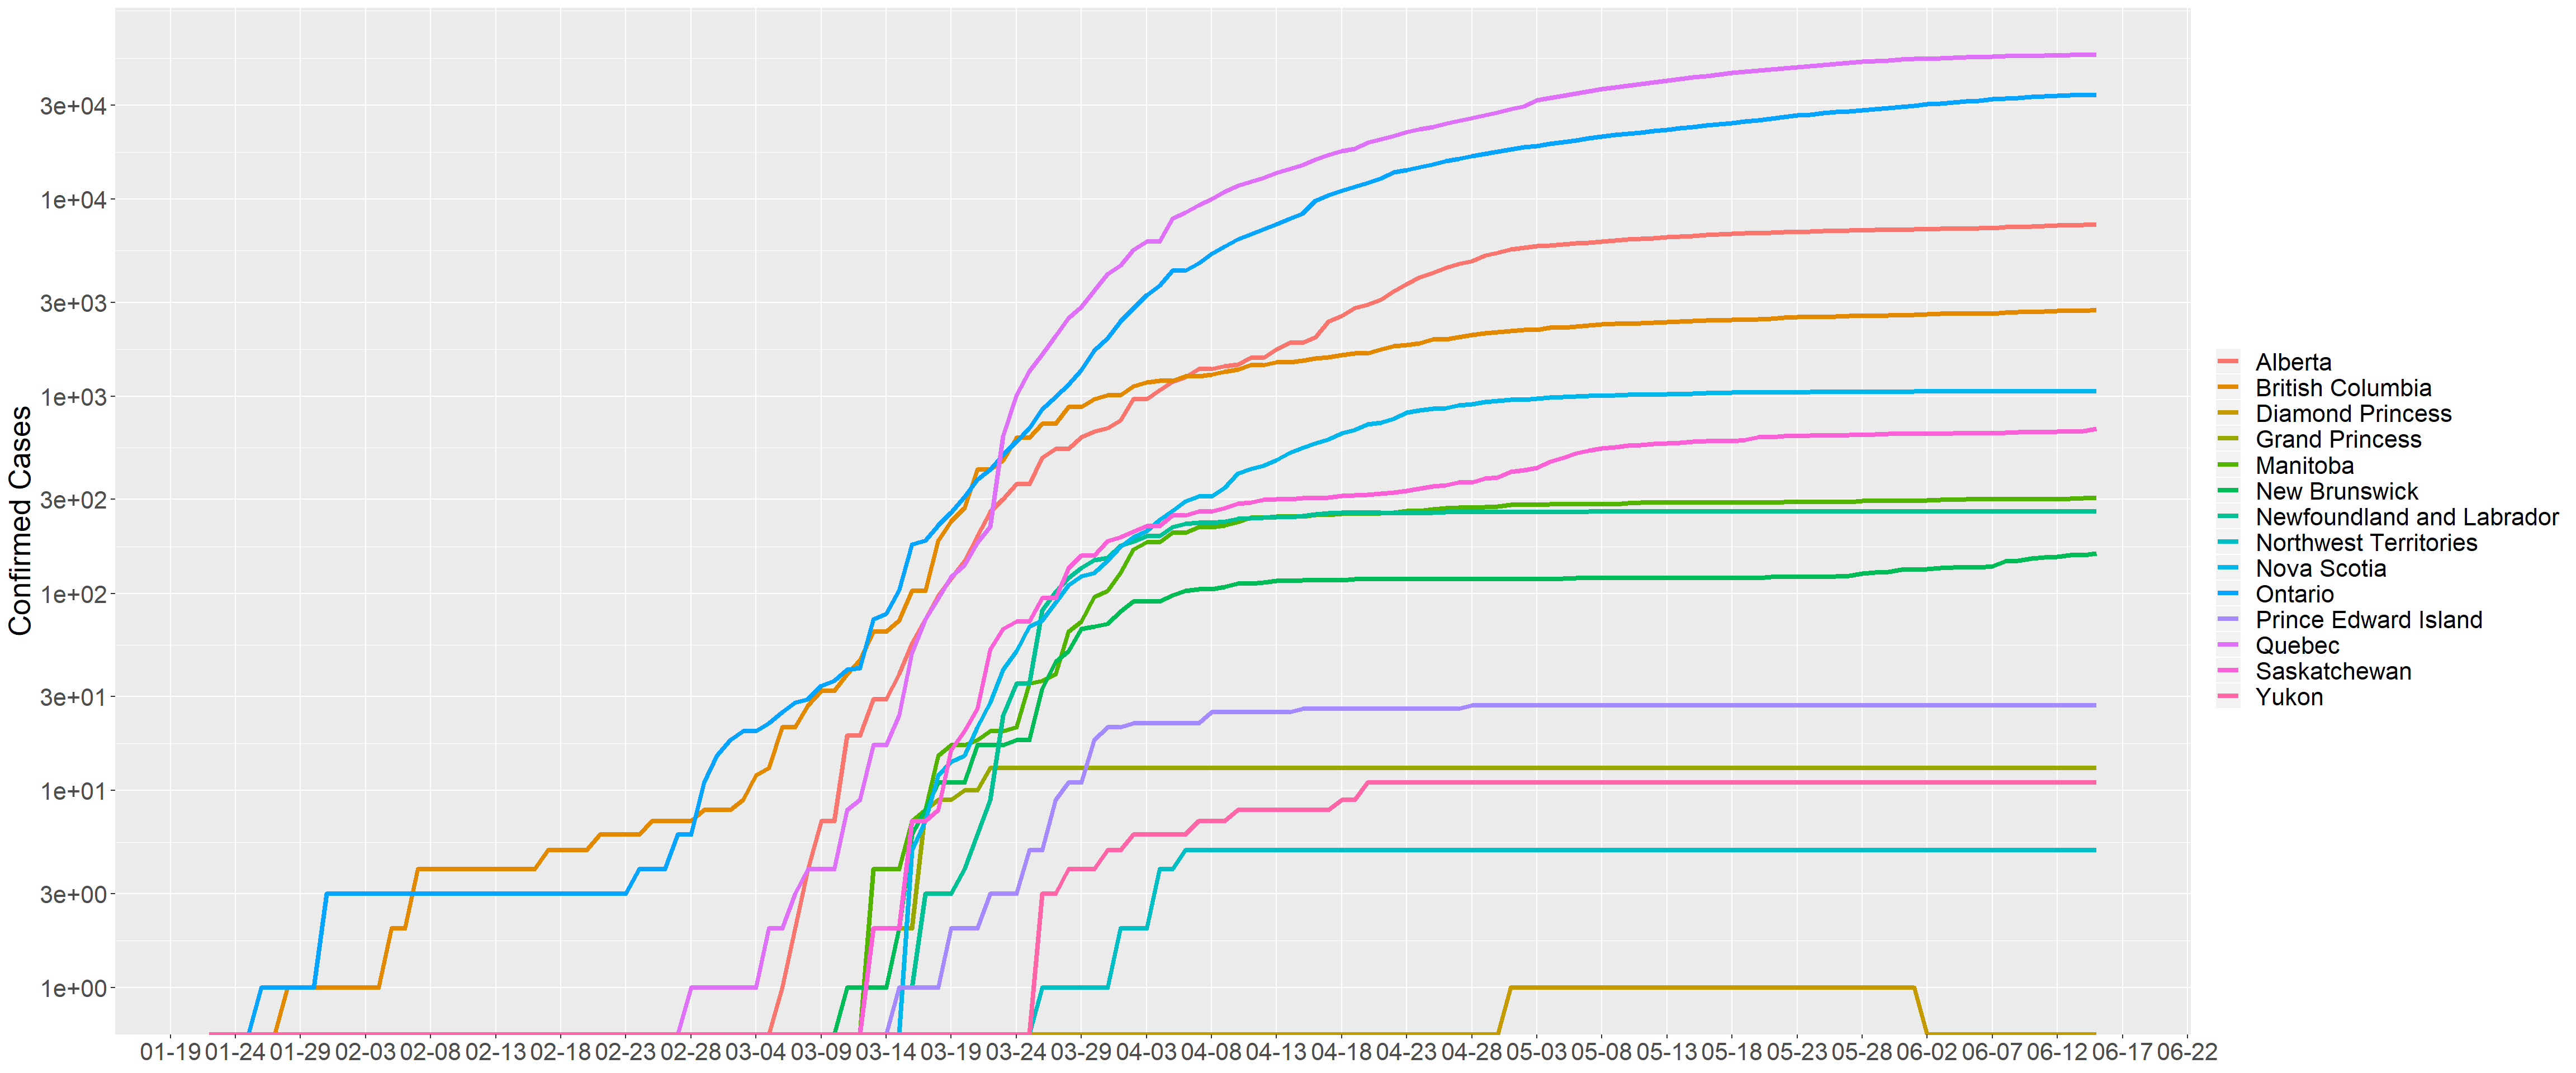 Confirmed Cases
3e+04
1e+04
3e+03
1e+03
3e+02
1e+02
3e+01
1e+01
3e+00
1e+00
01-19 01-24 01-29 02-03 02-08 02-13 02-18 02-23 02-28 03-04 03-09 03-14 03-19 03-24 03-29 04-03 04-08 04-13 04-18 04-23 04-28 05-03 05-08 05-13 05-18 05-23 05-28 06-02 06-07 06-12 06-17 06-22
Alberta
British Columbia
Diamond Princess
Grand Princess
Manitoba
New Brunswick
Newfoundland and Labrador
Northwest Territories
Nova Scotia
Ontario
Prince Edward Island
Quebec
Saskatchewan
Yukon